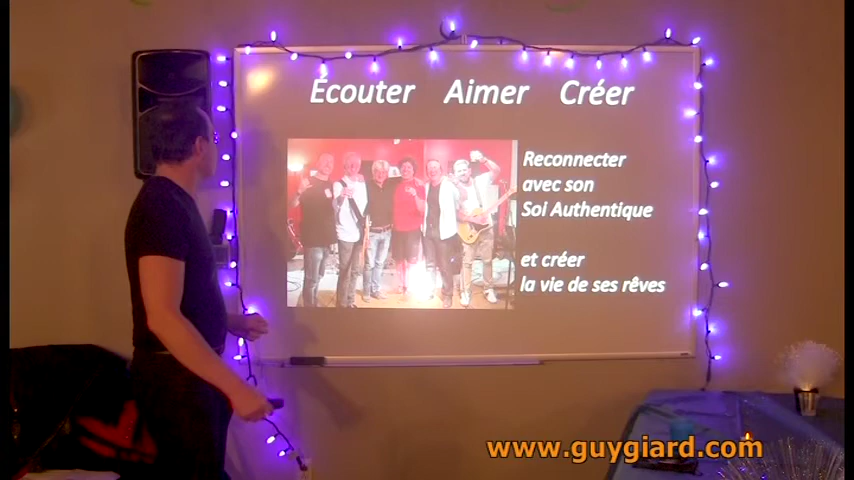 Écouter Aimer Créer
Reconnecter
avec son
Soi Authentique
et créer
la vie de ses rêves
www.guygiard.com